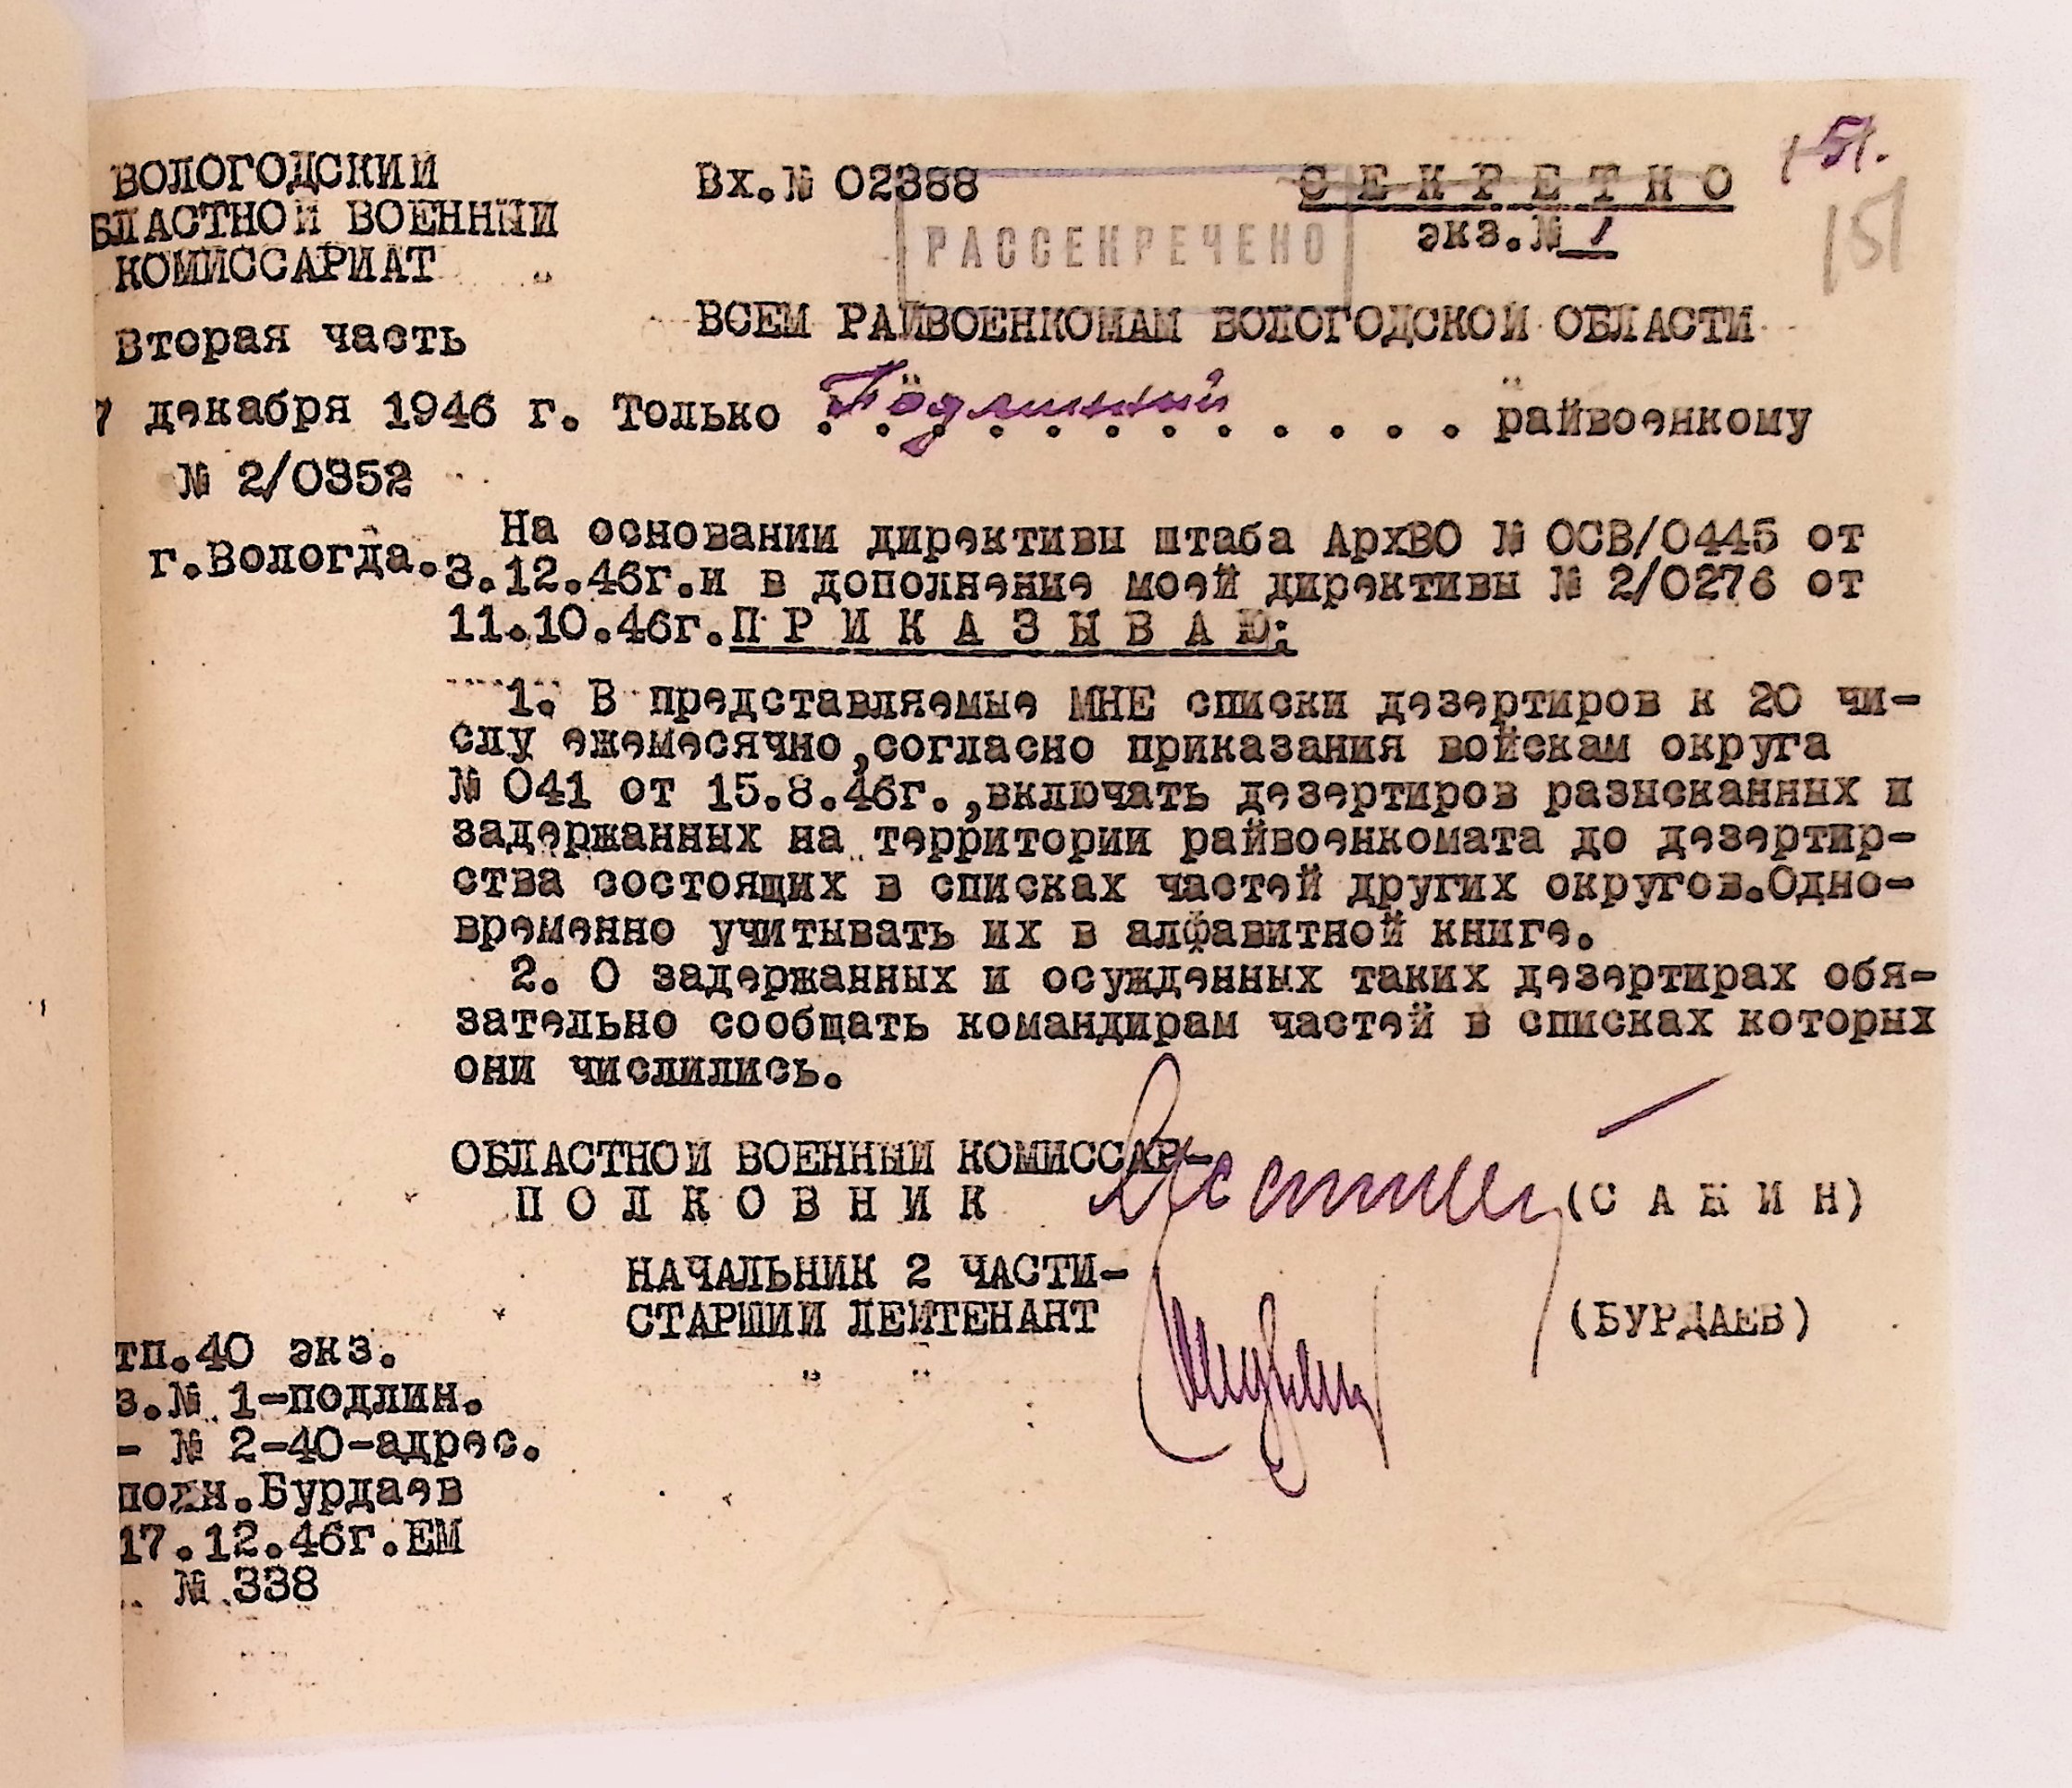 ВОЛОГОДСКИЙ
БЛАСТНОЙ ВОЕННЫЙ
КОМИССАРИАТ
Вторая часть
7 декабря 1946 г.
№ 2/0352
г.Вологда.
Вх.№ 02388
СЕКРЕТНО
экз.№ 1
РАССЕКРЕЧЕНО
151
ВСЕМ РАЙВОЕНКОМАМ ВОЛОГОДСКОЙ ОБЛАСТИ
Только Подлинный . . . . . . . . . . . . райвоенкому
На основании директивы штаба АрхВО № ОСВ/0445 от
3.12.46г.и в дополнение моей директивы № 2/0276 от
11.10.46г.ПРИКАЗЫВАЮ:
1. В представляемые МНЕ списки дезертиров к 20 чи-
слу ежемесячно,согласно приказания войскам округа
№ 041 от 15.8.46г.,включать дезертиров разысканных и
задержанных на территории райвоенкомата до дезертир-
ства состоящих в списках частей других округов.Одно-
временно учитывать их в алфавитной книге.
2. О задержанных и осужденных таких дезертирах обя-
зательно сообщать командирам частей в списках которых
они числились.
ОБЛАСТНОЙ ВОЕННЫЙ КОМИССАР-
ПОЛКОВНИК
(САБИН)
НАЧАЛЬНИК 2 ЧАСТИ-
СТАРШИЙ ЛЕЙТЕНАНТ
(БУРДАЕВ)
тп.40 экз.
з.№ 1-подлин.
- № 2-40-адрес.
полн.Бурдаев
17.12.46г.ЕМ
№ 338